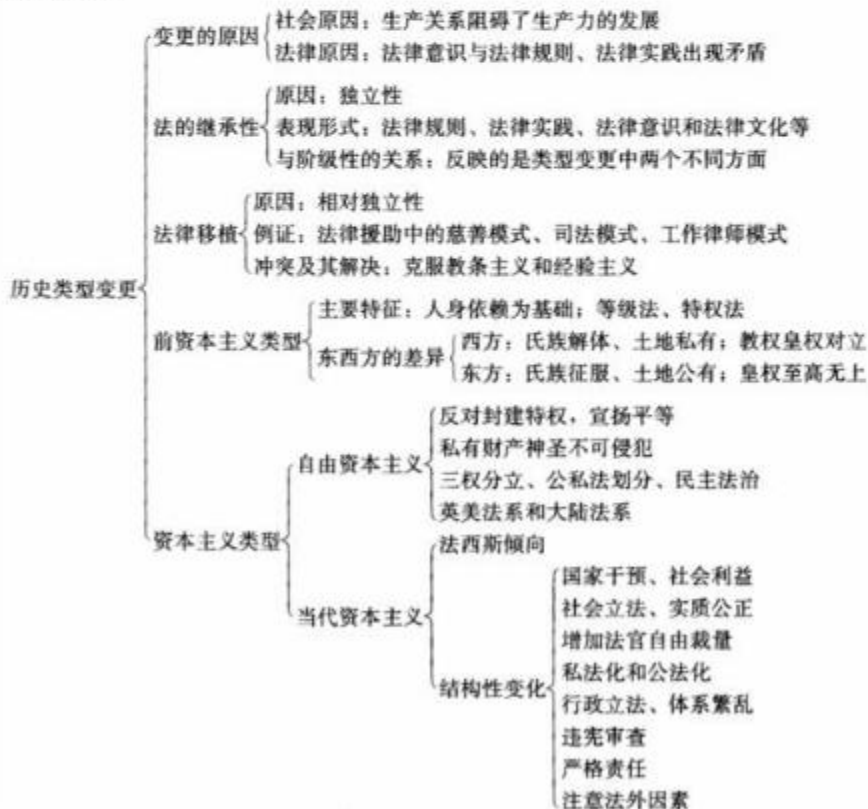 变更的原因
社会原因：生产关系阻碍了生产力的发展
法律原因：法律意识与法律规则、法律实践出现矛盾
法的继承性
原因：独立性
表现形式：法律规则、法律实践、法律意识和法律文化等
与阶级性的关系：反映的是类型变更中两个不同方面
法律移植
原因：相对独立性
例证：法律援助中的慈善模式、司法模式、工作律师模式
冲突及其解决：克服教条主义和经验主义
历史类型变更
前资本主义类型
主要特征：人身依赖为基础；等级法、特权法
东西方的差异
西方：氏族解体、土地私有；教权皇权对立
东方：氏族征服、土地公有；皇权至高无上
资本主义类型
自由资本主义
反对封建特权，宣扬平等
私有财产神圣不可侵犯
三权分立、公私法划分、民主法治
英美法系和大陆法系
当代资本主义
法西斯倾向
结构性变化
国家干预、社会利益
社会立法、实质公正
增加法官自由裁量
私法化和公法化
行政立法、体系繁乱
违宪审查
严格责任
注意法外因素